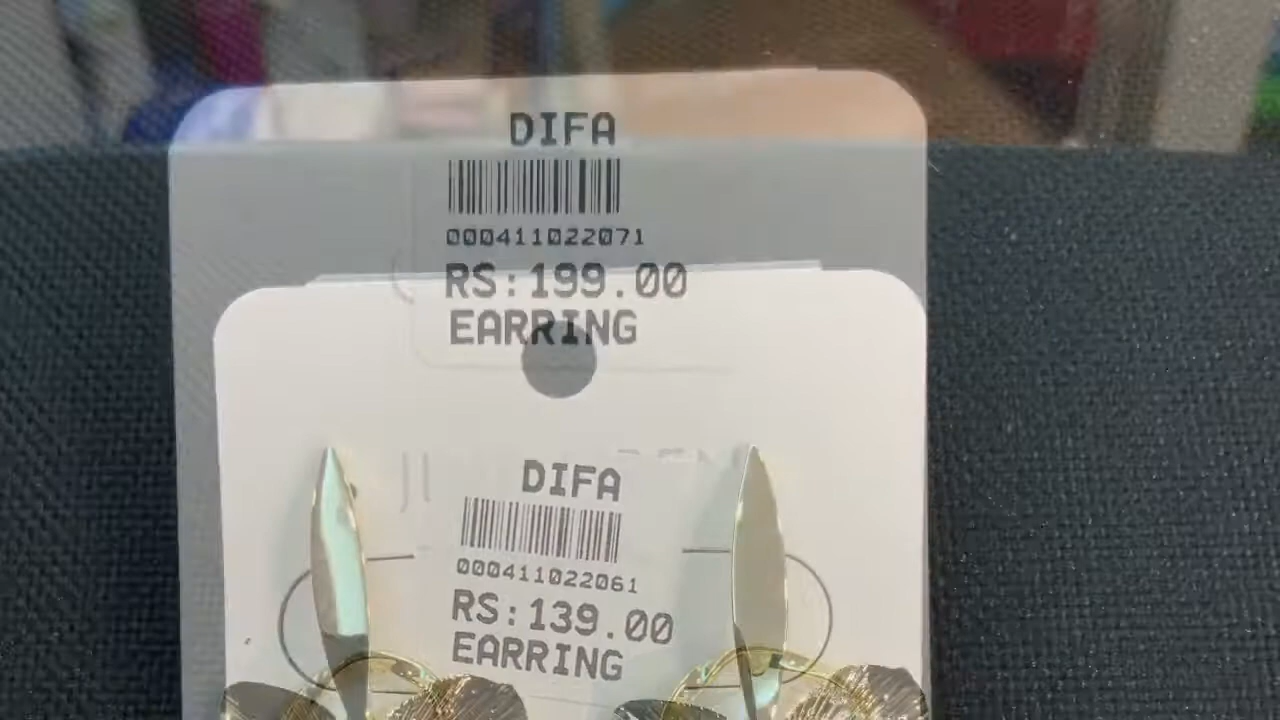 DIFA
000411022071
RS:199.00
EARRING
DIFA
000411022061
RS:139.00
EARRING